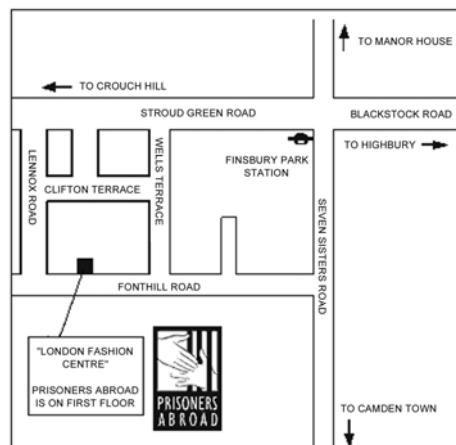 TO MANOR HOUSE
TO CROUCH HILL
STROUD GREEN ROAD
BLACKSTOCK ROAD
TO HIGHBURY
FINSBURY PARK
STATION
LENNOX ROAD
WELLS TERRACE
CLIFTON TERRACE
SEVEN SISTERS ROAD
FONTHILL ROAD
"LONDON FASHION
CENTRE"
PRISONERS ABROAD
IS ON FIRST FLOOR
PRISONERS
ABROAD
TO CAMDEN TOWN